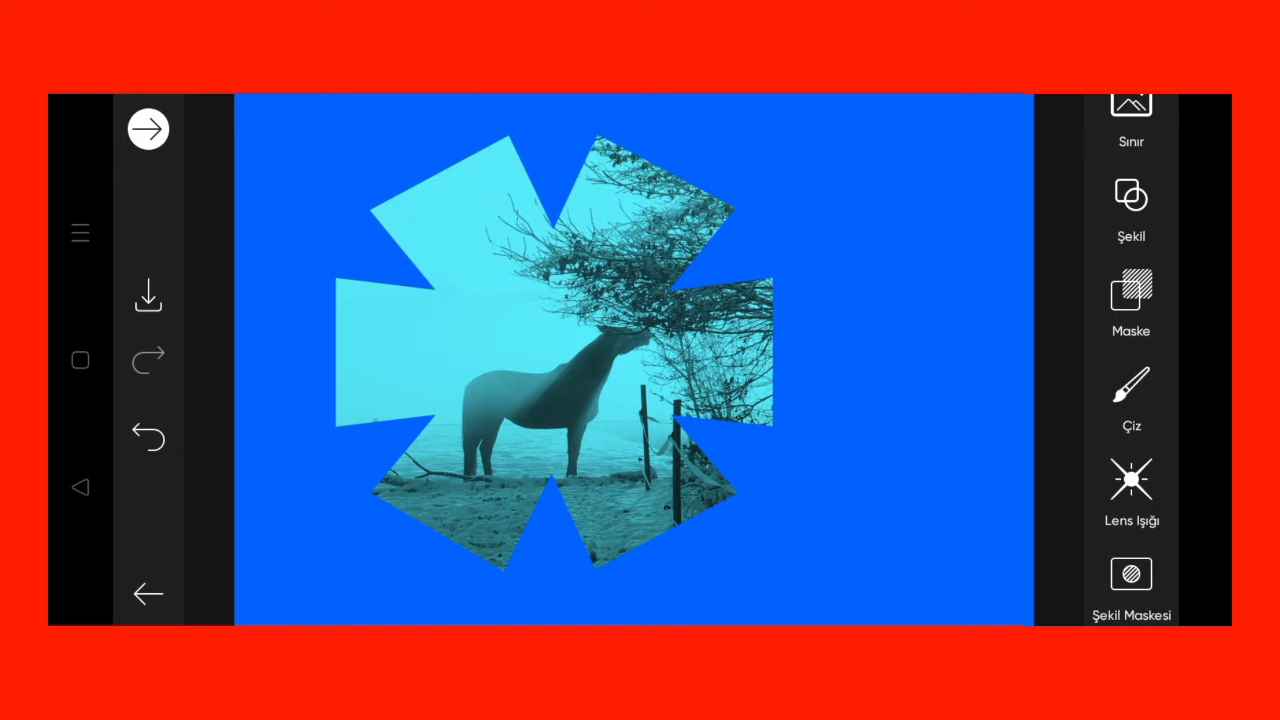 Sınır
Şekil
Maske
Çiz
Lens Işığı
Şekil Maskesi